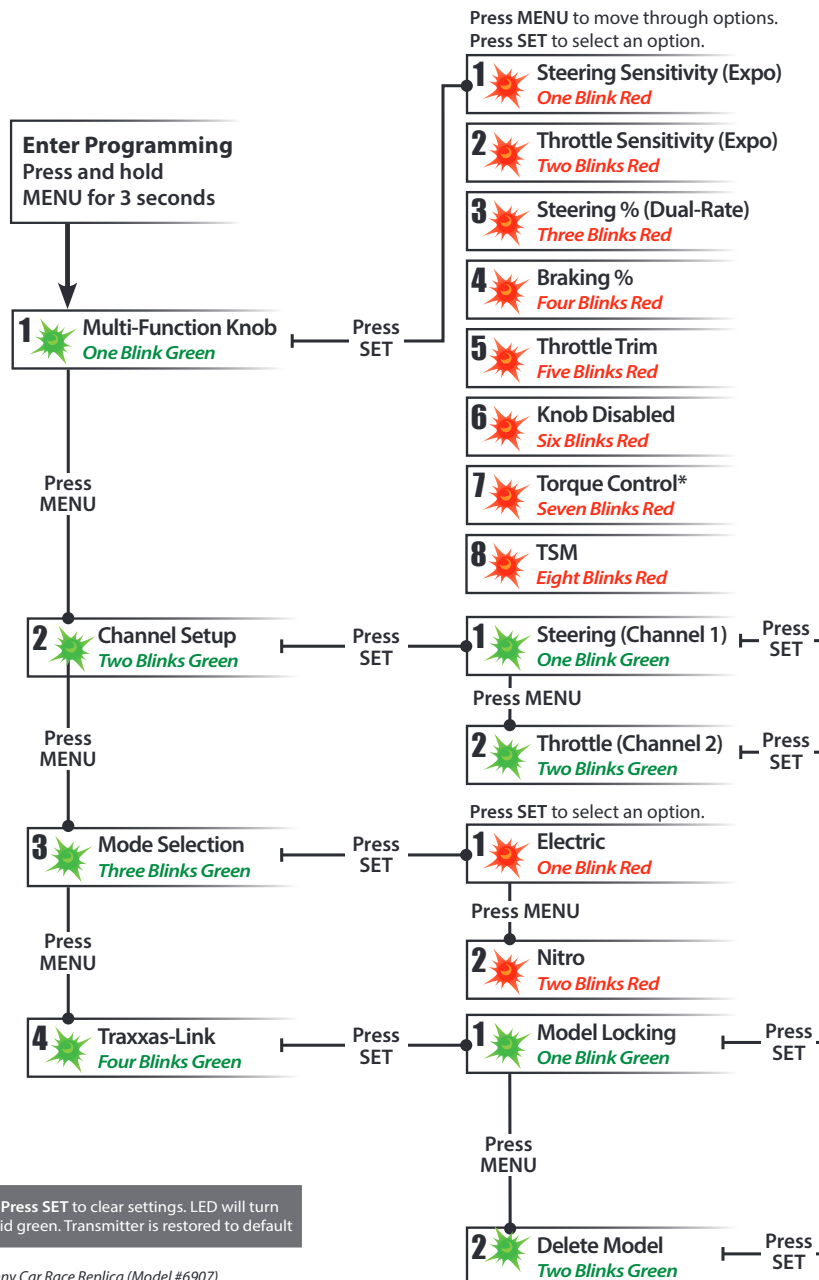 Press MENU to move through options.
Press SET to select an option.
1 Steering Sensitivity (Expo)
One Blink Red
2 Throttle Sensitivity (Expo)
Two Blinks Red
3 Steering % (Dual-Rate)
Three Blinks Red
4 Braking %
Four Blinks Red
5 Throttle Trim
Five Blinks Red
6 Knob Disabled
Six Blinks Red
7 Torque Control*
Seven Blinks Red
8 TSM
Eight Blinks Red
Enter Programming
Press and hold
MENU for 3 seconds
1 Multi-Function Knob
One Blink Green
Press
SET
Press
MENU
2 Channel Setup
Two Blinks Green
Press
SET
1 Steering (Channel 1)
One Blink Green
Press
SET
Press MENU
2 Throttle (Channel 2)
Two Blinks Green
Press
SET
Press
MENU
3 Mode Selection
Three Blinks Green
Press
SET
Press SET to select an option.
1 Electric
One Blink Red
Press MENU
2 Nitro
Two Blinks Red
Press
MENU
4 Traxxas-Link
Four Blinks Green
Press
SET
1 Model Locking
One Blink Green
Press
SET
Press
MENU
2 Delete Model
Two Blinks Green
Press
SET
Press SET to clear settings. LED will turn
id green. Transmitter is restored to default
ny Car Race Replica (Model #6907)